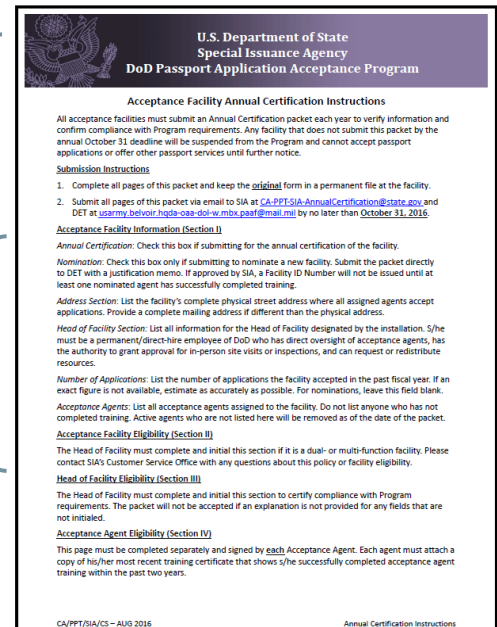 U.S. Department of State
Special Issuance Agency
DoD Passport Application Acceptance Program
Acceptance Facility Annual Certification Instructions
All acceptance facilities must submit an Annual Certification packet each year to verify information and
confirm compliance with Program requirements. Any facility that does not submit this packet by the
annual October 31 deadline will be suspended from the Program and cannot accept passport
applications or offer other passport services until further notice.
Submission Instructions
1. Complete all pages of this packet and keep the original form in a permanent file at the facility.
2. Submit all pages of this packet via email to SIA at CA-PPT-SIA-AnnualCertification@state.gov and
DET at usarmy.belvoir.hqda-oaa-dol-w.mbx.paaf@mail.mil by no later than October 31, 2016.
Acceptance Facility Information (Section I)
Annual Certification: Check this box if submitting for the annual certification of the facility.
Nomination: Check this box only if submitting to nominate a new facility. Submit the packet directly
to DET with a justification memo. If approved by SIA, a Facility ID Number will not be issued until at
least one nominated agent has successfully completed training.
Address Section: List the facility's complete physical street address where all assigned agents accept
applications. Provide a complete mailing address if different than the physical address.
Head of Facility Section: List all information for the Head of Facility designated by the installation. S/he
must be a permanent/direct-hire employee of DoD who has direct oversight of acceptance agents, has
the authority to grant approval for in-person site visits or inspections, and can request or redistribute
resources.
Number of Applications: List the number of applications the facility accepted in the past fiscal year. If an
exact figure is not available, estimate as accurately as possible. For nominations, leave this field blank.
Acceptance Agents: List all acceptance agents assigned to the facility. Do not list anyone who has not
completed training. Active agents who are not listed here will be removed as of the date of the packet.
Acceptance Facility Eligibility (Section II)
The Head of Facility must complete and initial this section if it is a dual- or multi-function facility. Please
contact SIA's Customer Service Office with any questions about this policy or facility eligibility.
Head of Facility Eligibility (Section III)
The Head of Facility must complete and initial this section to certify compliance with Program
requirements. The packet will not be accepted if an explanation is not provided for any fields that are
not initialed.
Acceptance Agent Eligibility (Section IV)
This page must be completed separately and signed by each Acceptance Agent. Each agent must attach a
copy of his/her most recent training certificate that shows s/he successfully completed acceptance agent
training within the past two years.
CA/PPT/SIA/CS – AUG 2016 Annual Certification Instructions